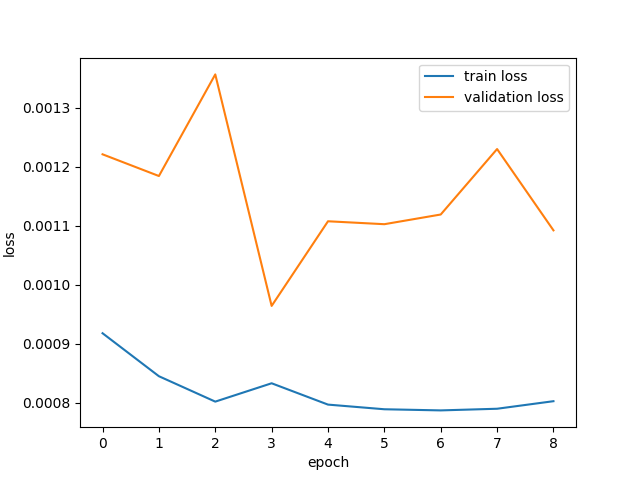 train loss
validation loss
0.0013
0.0012
0.0011
0.0010
0.0009
0.0008
loss
0 1 2 3 4 5 6 7 8
epoch